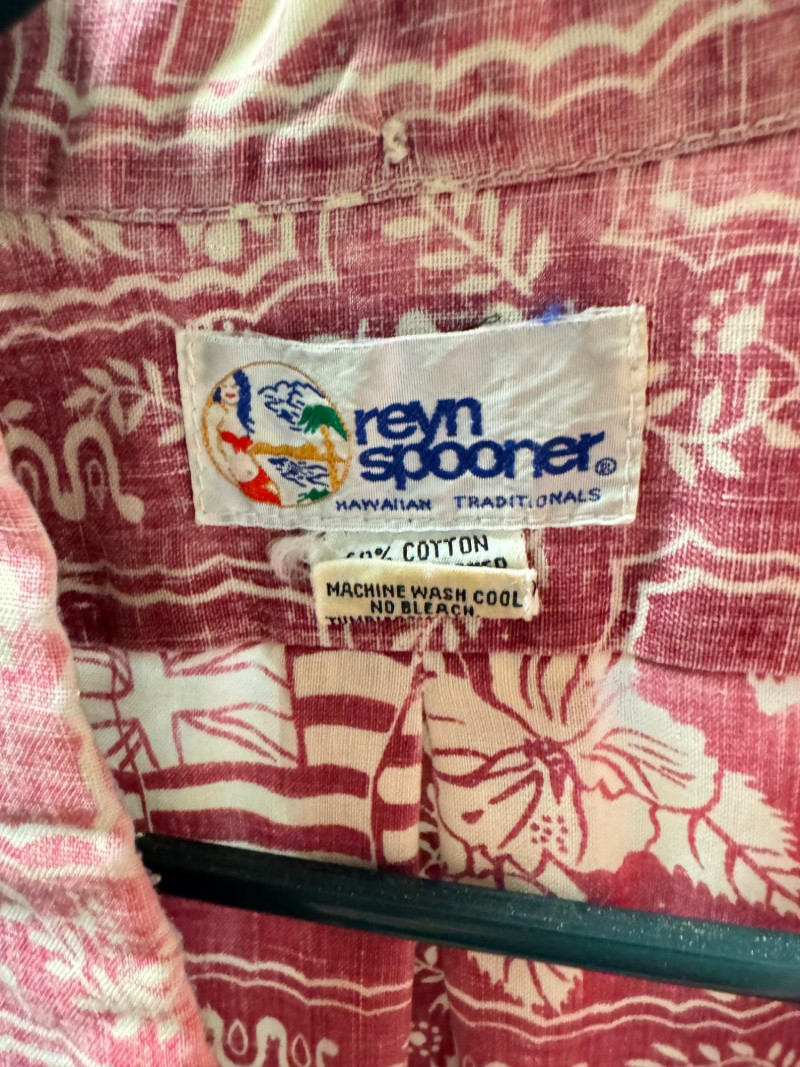 reyn
spooner®
HAWAIIAN TRADITIONALS
% COTTON
MACHINE WASH COOL
NO BLEACH